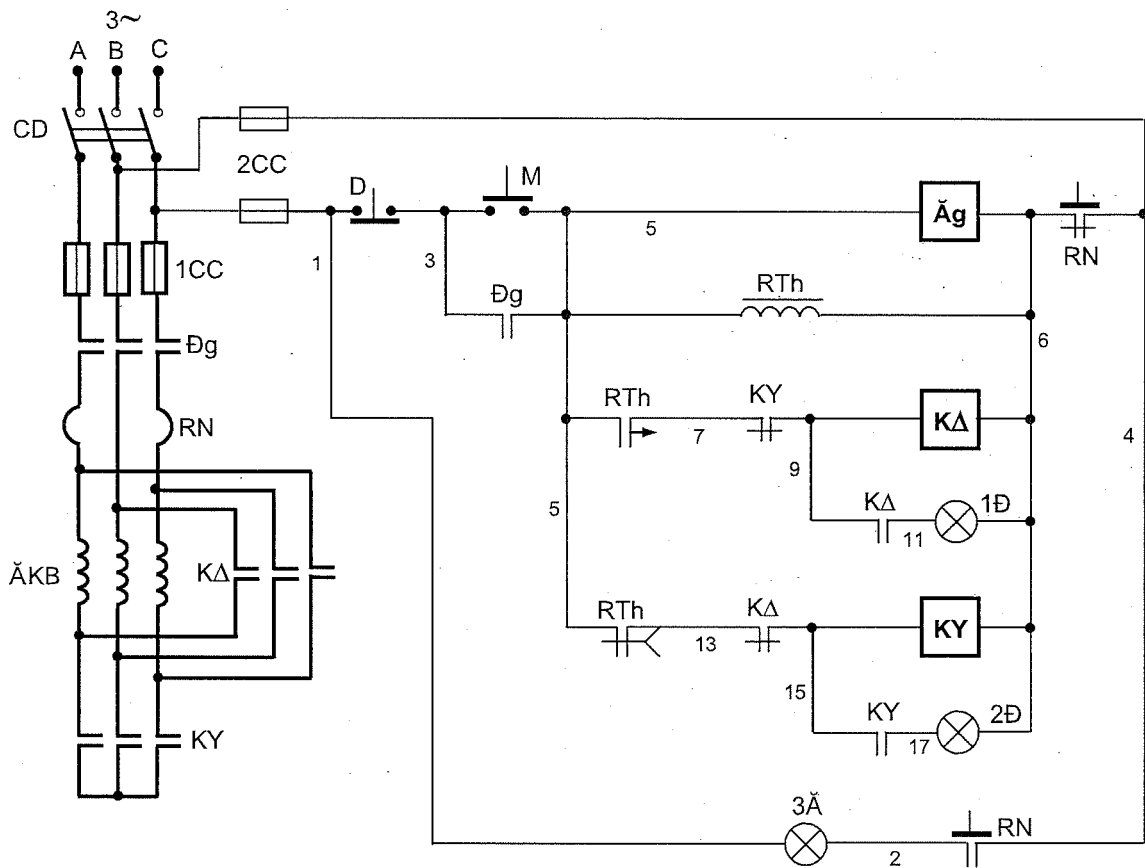 3~
A B C
CD
2CC
D
M
Ăg
RN
1
3
5
1CC
Đg
RTh
6
Đg
RN
RTh
KY
KΔ
7
9
4
KΔ
1Đ
5
11
ĂKB
KΔ
RTh
KΔ
KY
13
15
KY
2Đ
17
KY
3Ă
RN
2